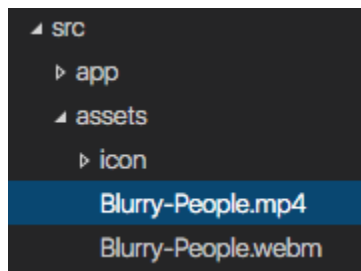 src
app
assets
icon
Blurry-People.mp4
Blurry-People.webm